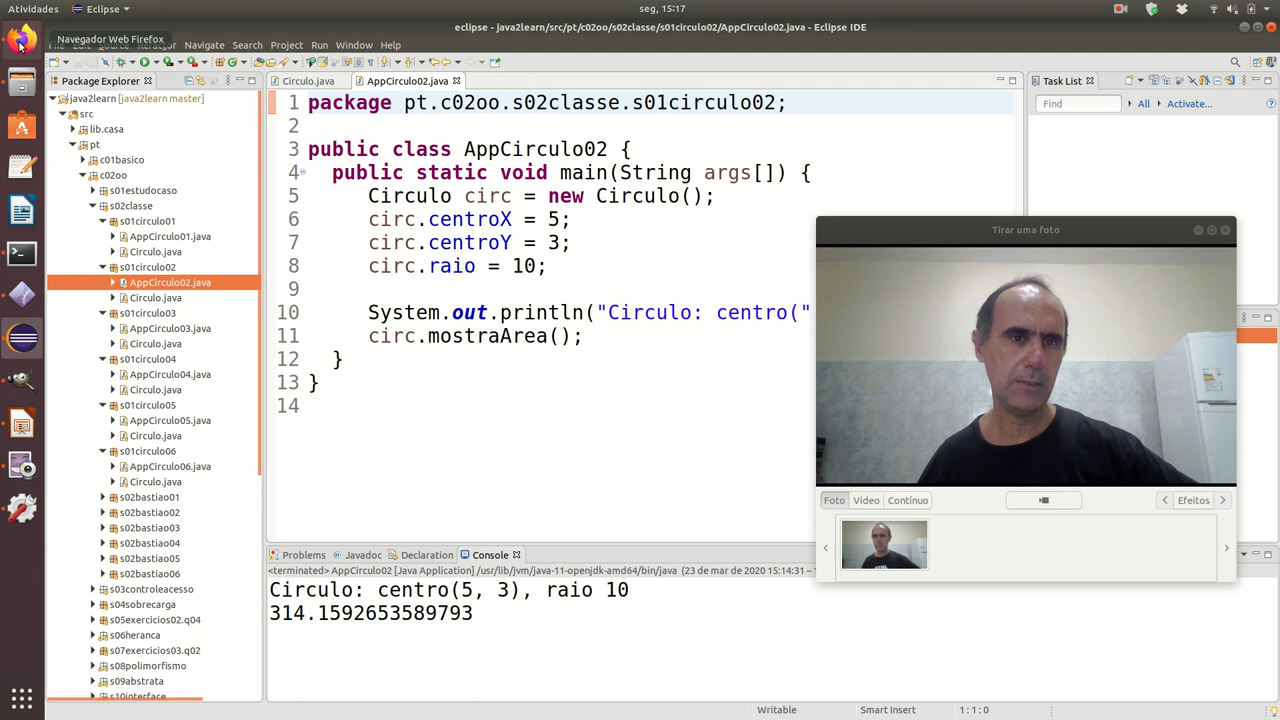 Atividades
Eclipse
seg, 15:17
eclipse - java2learn/src/pt/c02oo/s02classe/s01circulo02/AppCirculo02.java - Eclipse IDE
Navegador Web Firefox
Navigate Search Project Run Window Help
Package Explorer
Circulo.java
AppCirculo02.java
Task List
java2learn [java2learn master]
src
lib.casa
pt
c01basico
c02oo
s01estudocaso
s02classe
s01circulo01
AppCirculo01.java
Circulo.java
s01circulo02
AppCirculo02.java
Circulo.java
s01circulo03
AppCirculo03.java
Circulo.java
s01circulo04
AppCirculo04.java
Circulo.java
s01circulo05
AppCirculo05.java
Circulo.java
s01circulo06
AppCirculo06.java
Circulo.java
s02bastiao01
s02bastiao02
s02bastiao03
s02bastiao04
s02bastiao05
s02bastiao06
s03controleacesso
s04sobrecarga
s05exercicios02.q04
s06heranca
s07exercicios03.q02
s08polimorfismo
s09abstrata
s10interface
1 package pt.c02oo.s02classe.s01circulo02;
2
3 public class AppCirculo02 {
4 public static void main(String args[]) {
5 Circulo circ = new Circulo();
6 circ.centroX = 5;
7 circ.centroY = 3;
8 circ.raio = 10;
9
10 System.out.println("Circulo: centro("
11 circ.mostraArea();
12 }
13 }
14
Find
All
Activate...
Tirar uma foto
Foto Vídeo Contínuo
Efeitos
Problems
Javadoc
Declaration
Console
<terminated> AppCirculo02 [Java Application] /usr/lib/jvm/java-11-openjdk-amd64/bin/java (23 de mar de 2020 15:14:31 –
Circulo: centro(5, 3), raio 10
314.1592653589793
Writable
Smart Insert
1 : 1 : 0